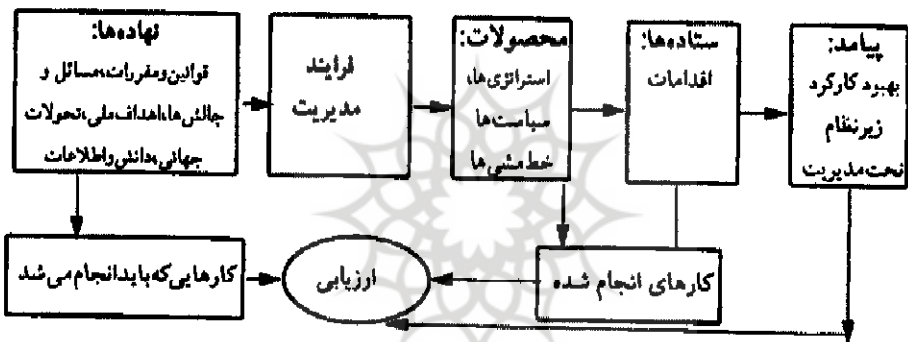 نهاده‌ها:
قوانین‌و‌مقررات،مسائل و
چالش‌ها،اهداف‌ملی،تحولات
جهانی،دانش‌و‌اطلاعات
فرایند
مدیریت
محصولات:
استراتژی‌ها،
سیاست‌ها
خط‌مشی‌ها
ستاده‌ها:
اقدامات
پیامد:
بهبود کارکرد
زیرنظام
تحت‌مدیریت
کارهایی‌که‌باید‌انجام‌می‌شد
ارزیابی
کارهای انجام شده